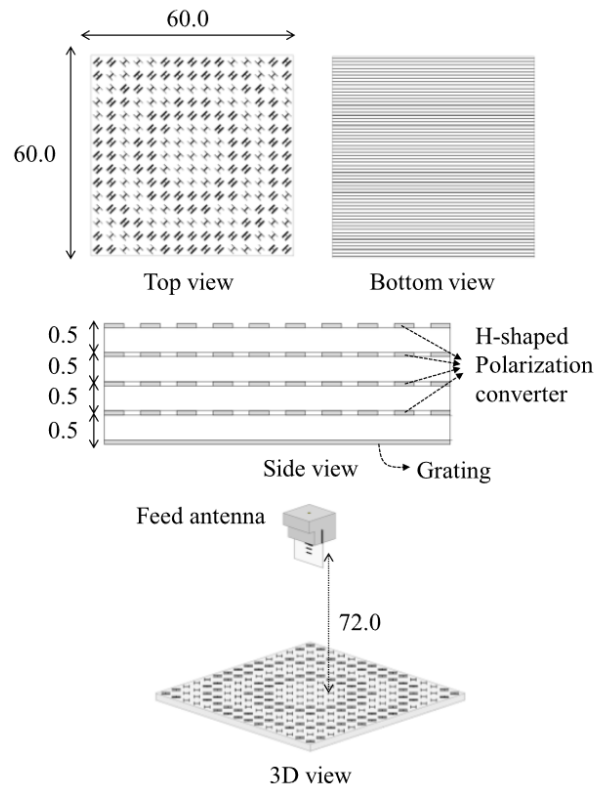 60.0
60.0
Top view
Bottom view
0.5
0.5
0.5
0.5
H-shaped
Polarization
converter
Side view
Grating
Feed antenna
72.0
3D view